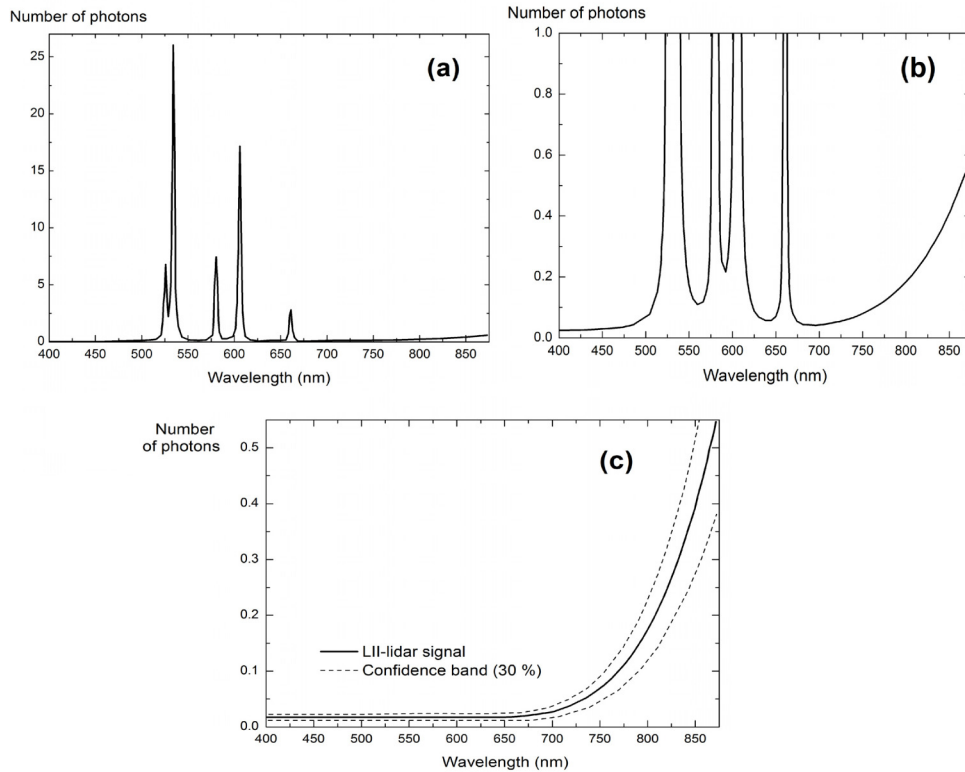 Number of photons
(a)
25
20
15
10
5
0
400 450 500 550 600 650 700 750 800 850
Wavelength (nm)
Number of photons
(b)
1.0
0.8
0.6
0.4
0.2
0.0
400 450 500 550 600 650 700 750 800 850
Wavelength (nm)
Number
of photons
(c)
0.5
0.4
0.3
0.2
0.1
0.0
LII-lidar signal
Confidence band (30 %)
400 450 500 550 600 650 700 750 800 850
Wavelength (nm)